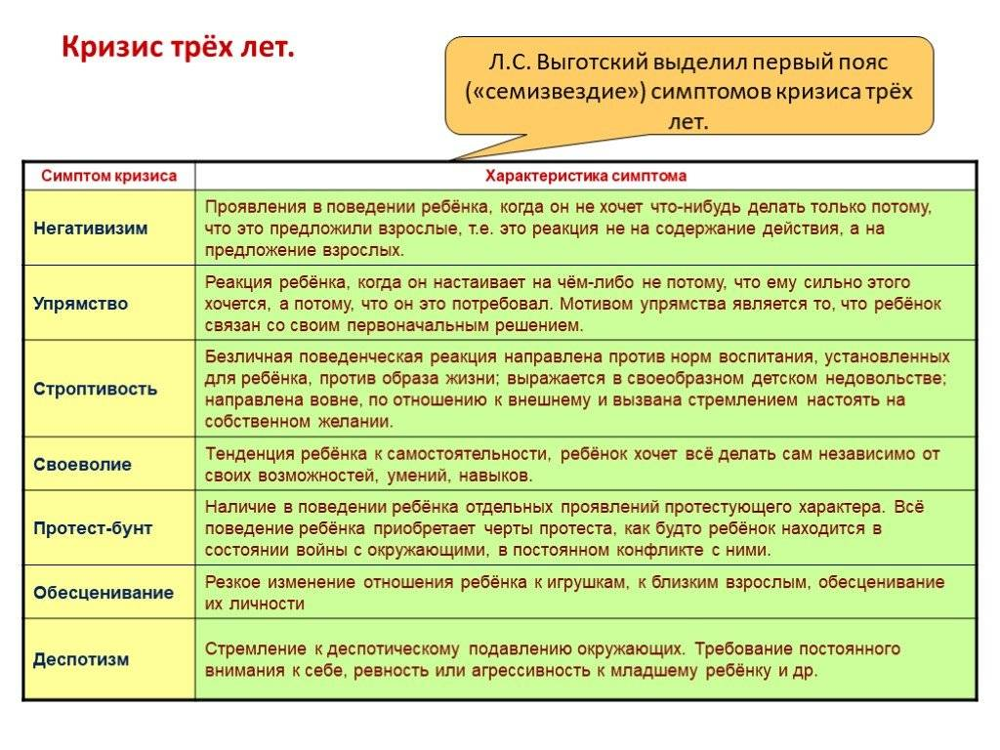 Кризис трёх лет.
Л.С. Выготский выделил первый пояс
(«семизвездие») симптомов кризиса трёх
лет.
Симптом кризиса
Характеристика симптома
Негативизим
Проявления в поведении ребёнка, когда он не хочет что-нибудь делать только потому,
что это предложили взрослые, т.е. это реакция не на содержание действия, а на
предложение взрослых.
Упрямство
Реакция ребёнка, когда он настаивает на чём-либо не потому, что ему сильно этого
хочется, а потому, что он это потребовал. Мотивом упрямства является то, что ребёнок
связан со своим первоначальным решением.
Строптивость
Безличная поведенческая реакция направлена против норм воспитания, установленных
для ребёнка, против образа жизни; выражается в своеобразном детском недовольстве;
направлена вовне, по отношению к внешнему и вызвана стремлением настоять на
собственном желании.
Своеволие
Тенденция ребёнка к самостоятельности, ребёнок хочет всё делать сам независимо от
своих возможностей, умений, навыков.
Протест-бунт
Наличие в поведении ребёнка отдельных проявлений протестующего характера. Всё
поведение ребёнка приобретает черты протеста, как будто ребёнок находится в
состоянии войны с окружающими, в постоянном конфликте с ними.
Обесценивание
Резкое изменение отношения ребёнка к игрушкам, к близким взрослым, обесценивание
их личности
Деспотизм
Стремление к деспотическому подавлению окружающих. Требование постоянного
внимания к себе, ревность или агрессивность к младшему ребёнку и др.